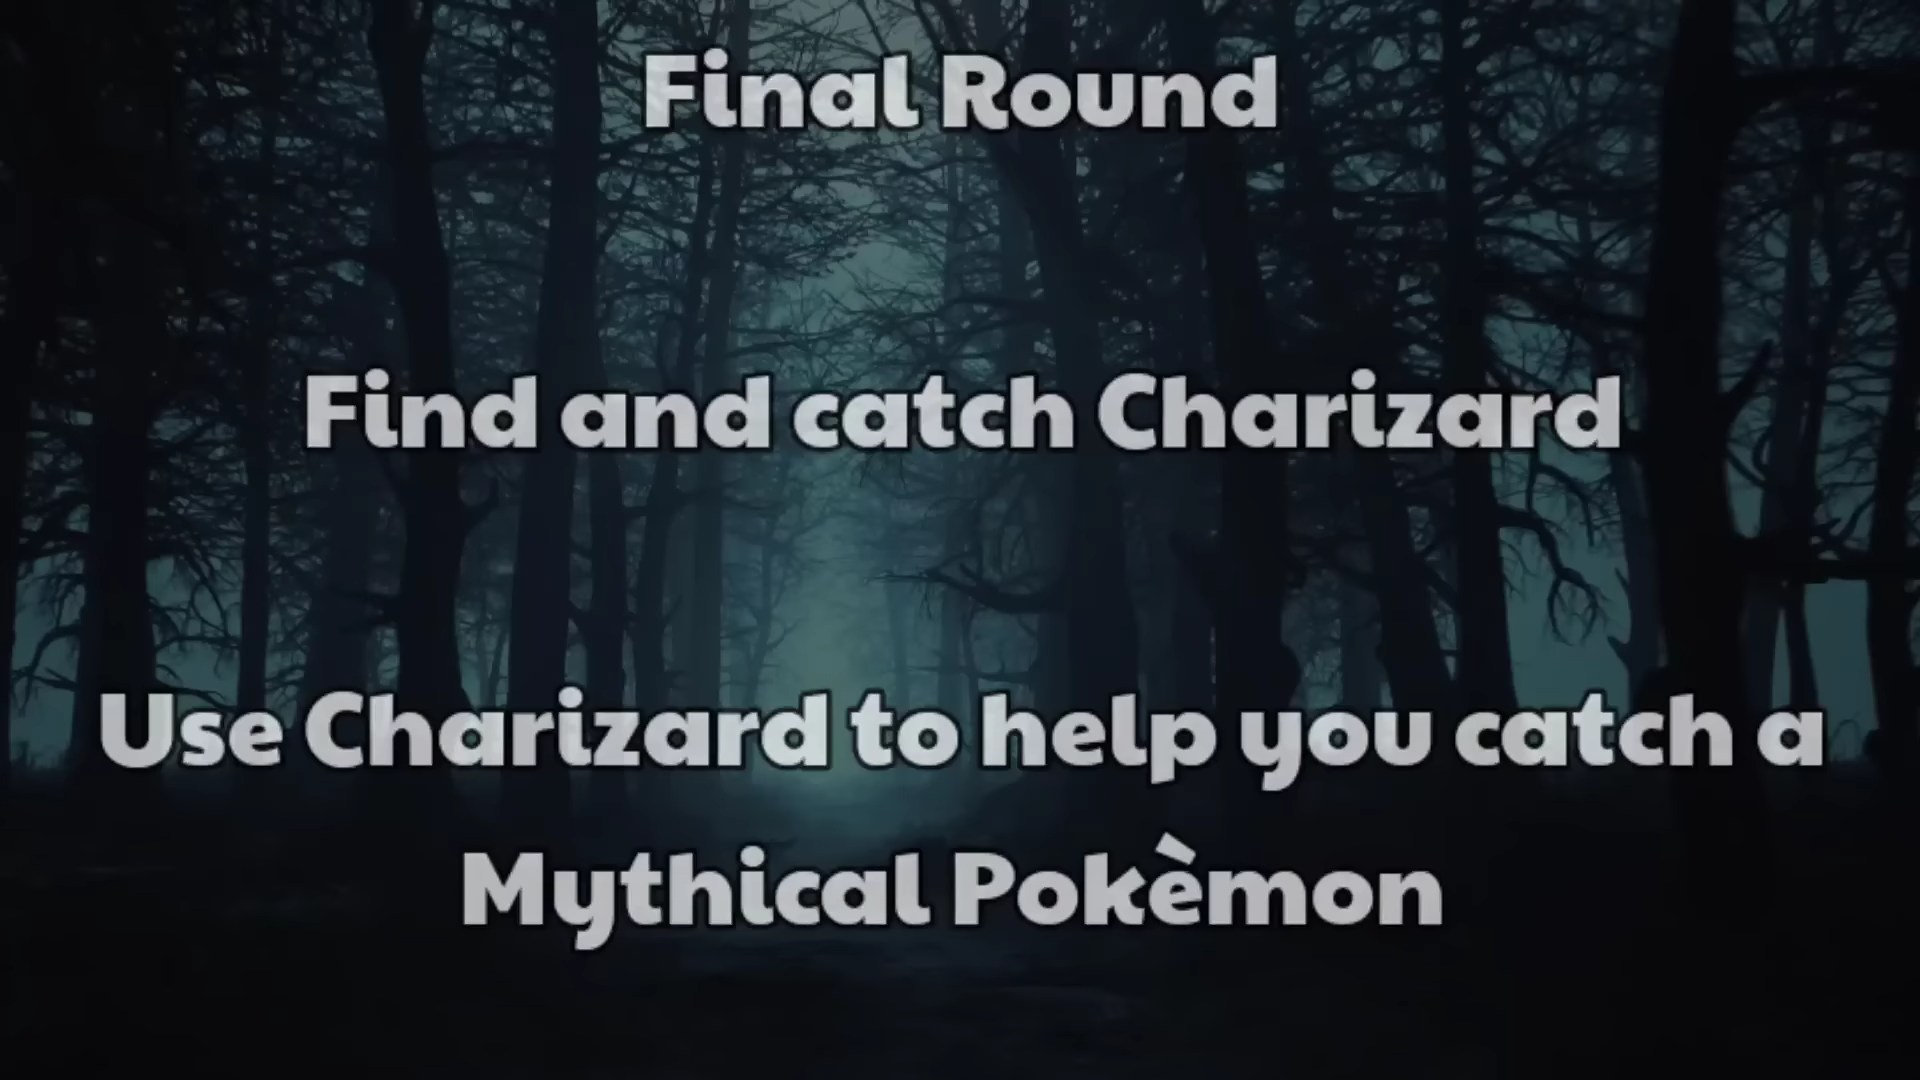 Final Round
Find and catch Charizard
Use Charizard to help you catch a
Mythical Pokèmon